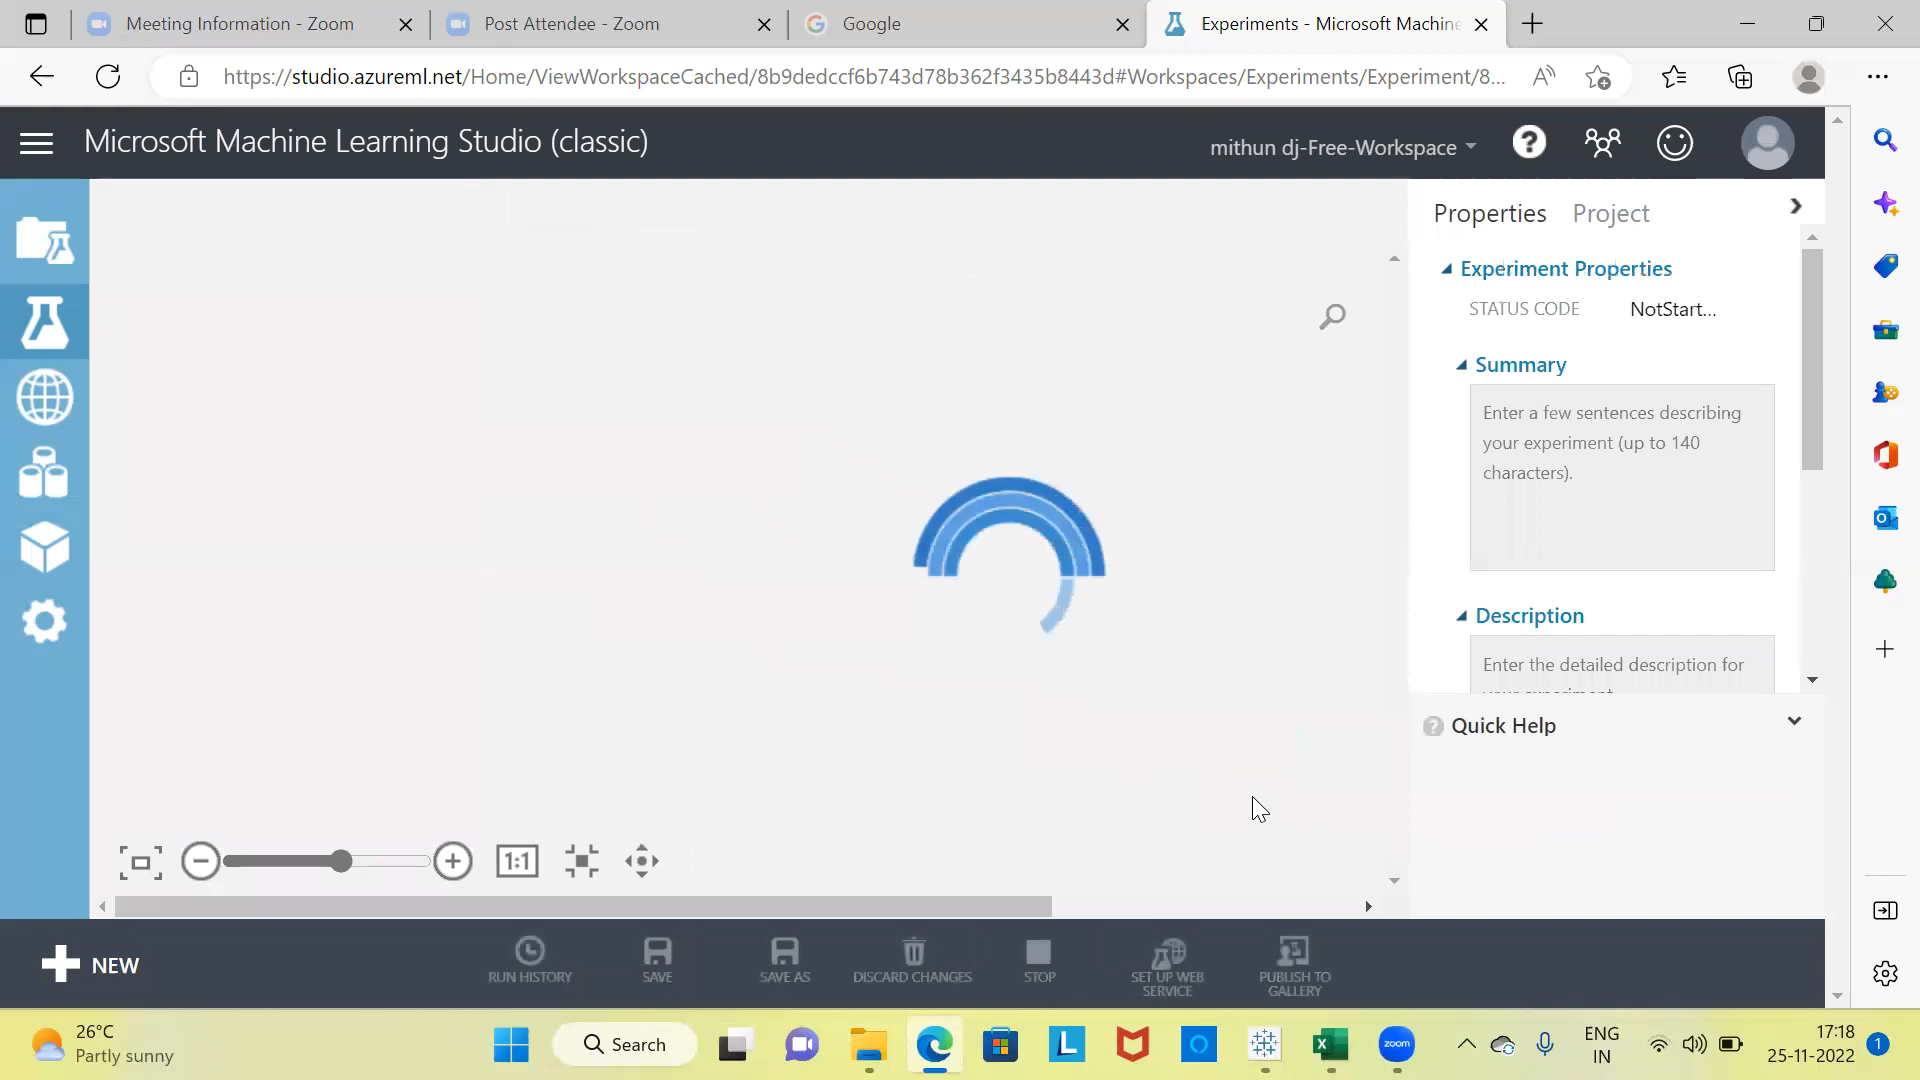 Meeting Information - Zoom
Post Attendee - Zoom
Google
Experiments - Microsoft Machine
https://studio.azureml.net/Home/ViewWorkspaceCached/8b9dedccf6b743d78b362f3435b8443d#Workspaces/Experiments/Experiment/8...
Microsoft Machine Learning Studio (classic)
mithun dj-Free-Workspace
Properties
Project
Experiment Properties
STATUS CODE
NotStart...
Summary
Enter a few sentences describing
your experiment (up to 140
characters).
Description
Enter the detailed description for
your experiment
Quick Help
1:1
NEW
RUN HISTORY
SAVE
SAVE AS
DISCARD CHANGES
STOP
SET UP WEB
SERVICE
PUBLISH TO
GALLERY
26°C
Partly sunny
Search
L
zoom
ENG
IN
17:18
25-11-2022
1